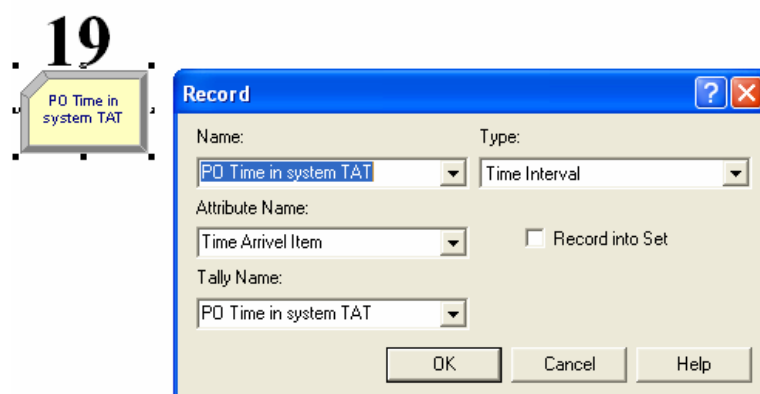 19
PO Time in
system TAT
Record
Name:
Type:
PO Time in system TAT
Time Interval
Attribute Name:
Time Arrivel Item
Record into Set
Tally Name:
PO Time in system TAT
OK
Cancel
Help